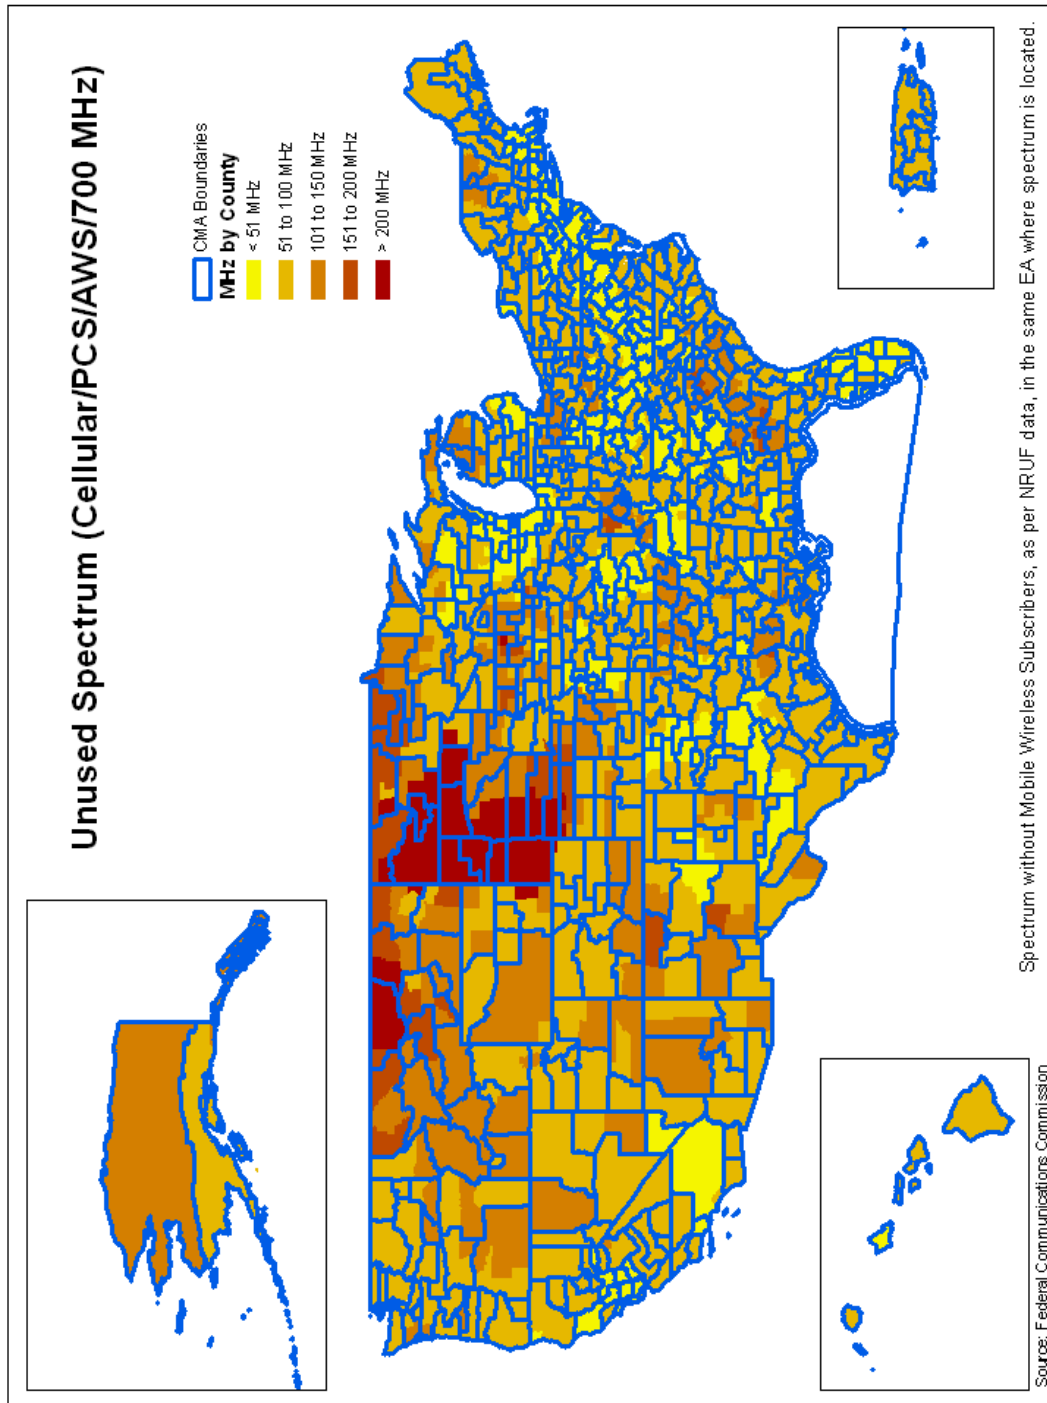 Unused Spectrum (Cellular/PCS/AWS/700 MHz)
CMA Boundaries
MHz by County
< 51 MHz
51 to 100 MHz
101 to 150 MHz
151 to 200 MHz
> 200 MHz
Spectrum without Mobile Wireless Subscribers, as per NRUF data, in the same EA where spectrum is located.
Source: Federal Communications Commission